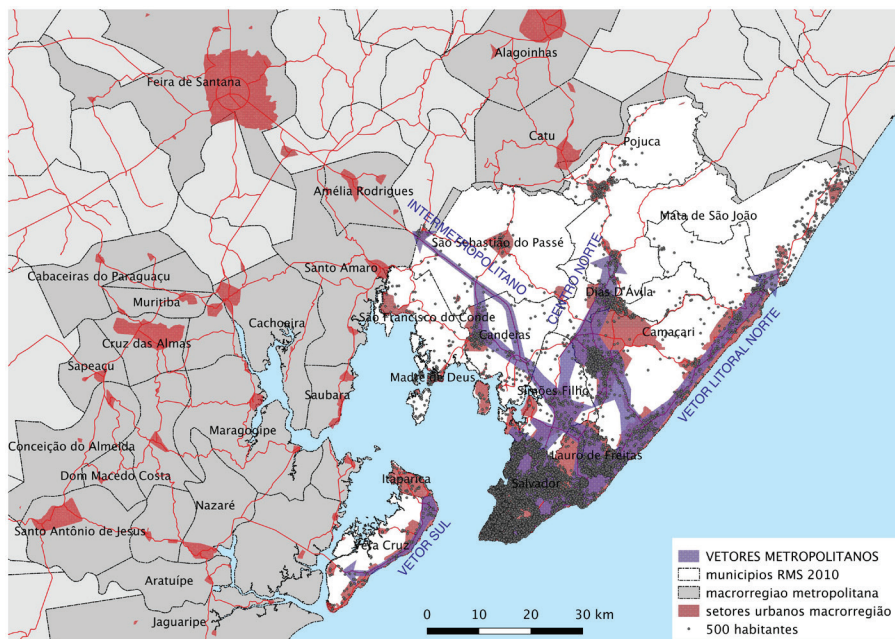 Alagoinhas
Feira de Santana
Catu
Pojuca
Amélia Rodrigues
Mata de São João
INTERMETROPOLITANO
São Sebastião do Passé
CENTRO NORTE
Santo Amaro
Cabaceiras do Paraguaçu
Muritiba
Dias D'Ávila
São Francisco do Conde
Cachoeira
Candeias
Camaçari
Cruz das Almas
VETOR LITORAL NORTE
Sapeaçu
Madre de Deus
Simões Filho
Saubara
Maragogipe
Conceição do Almeida
Lauro de Freitas
Dom Macedo Costa
Itaparica
Salvador
Nazaré
Santo Antônio de Jesus
Vera Cruz
VETOR SUL
Aratuípe
Jaguaripe
VETORES METROPOLITANOS
municipios RMS 2010
macrorregiao metropolitana
setores urbanos macrorregião
500 habitantes
0 10 20 30 km